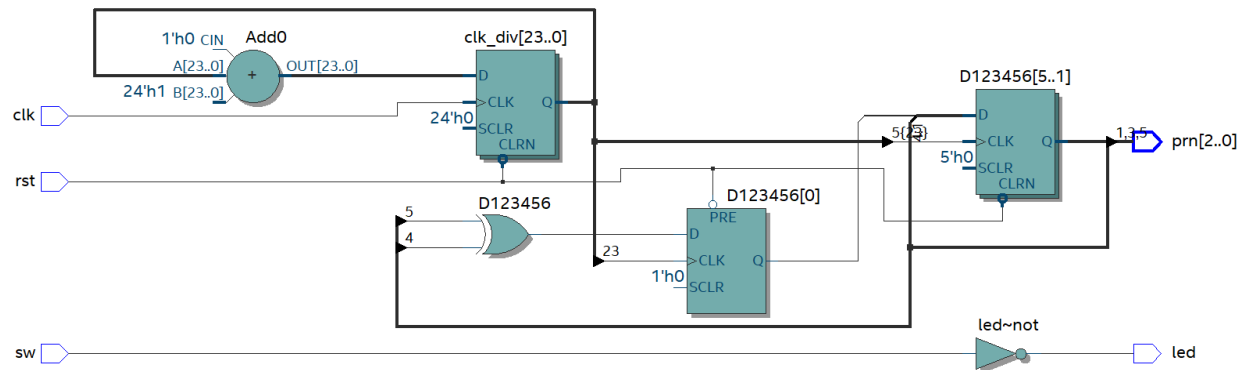 Add0
1'h0 CIN
A[23..0]
OUT[23..0]
24'h1 B[23..0]
clk_div[23..0]
D
CLK
Q
24'h0
SCLR
CLRN
clk
rst
D123456
5
4
D123456[0]
PRE
D
23
CLK
Q
1'h0
SCLR
D123456[5..1]
D
5{23}
CLK
Q
5'h0
SCLR
CLRN
1,3,5
prn[2..0]
sw
led~not
led